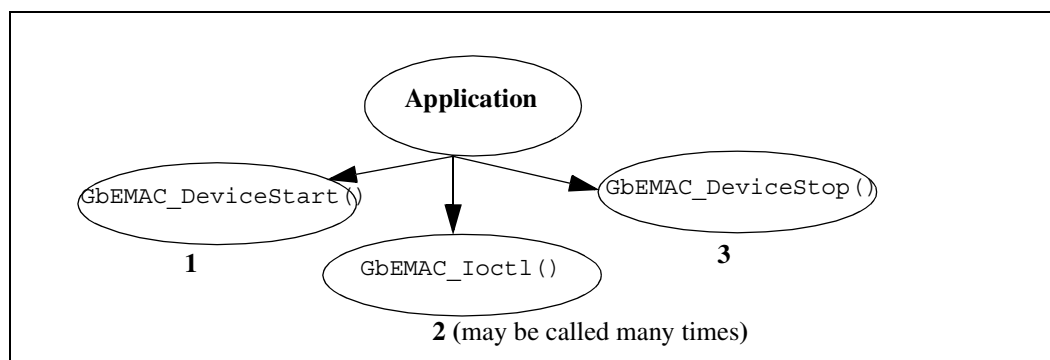 Application
GbEMAC_DeviceStart()
GbEMAC_DeviceStop()
1
3
GbEMAC_Ioctl()
2 (may be called many times)